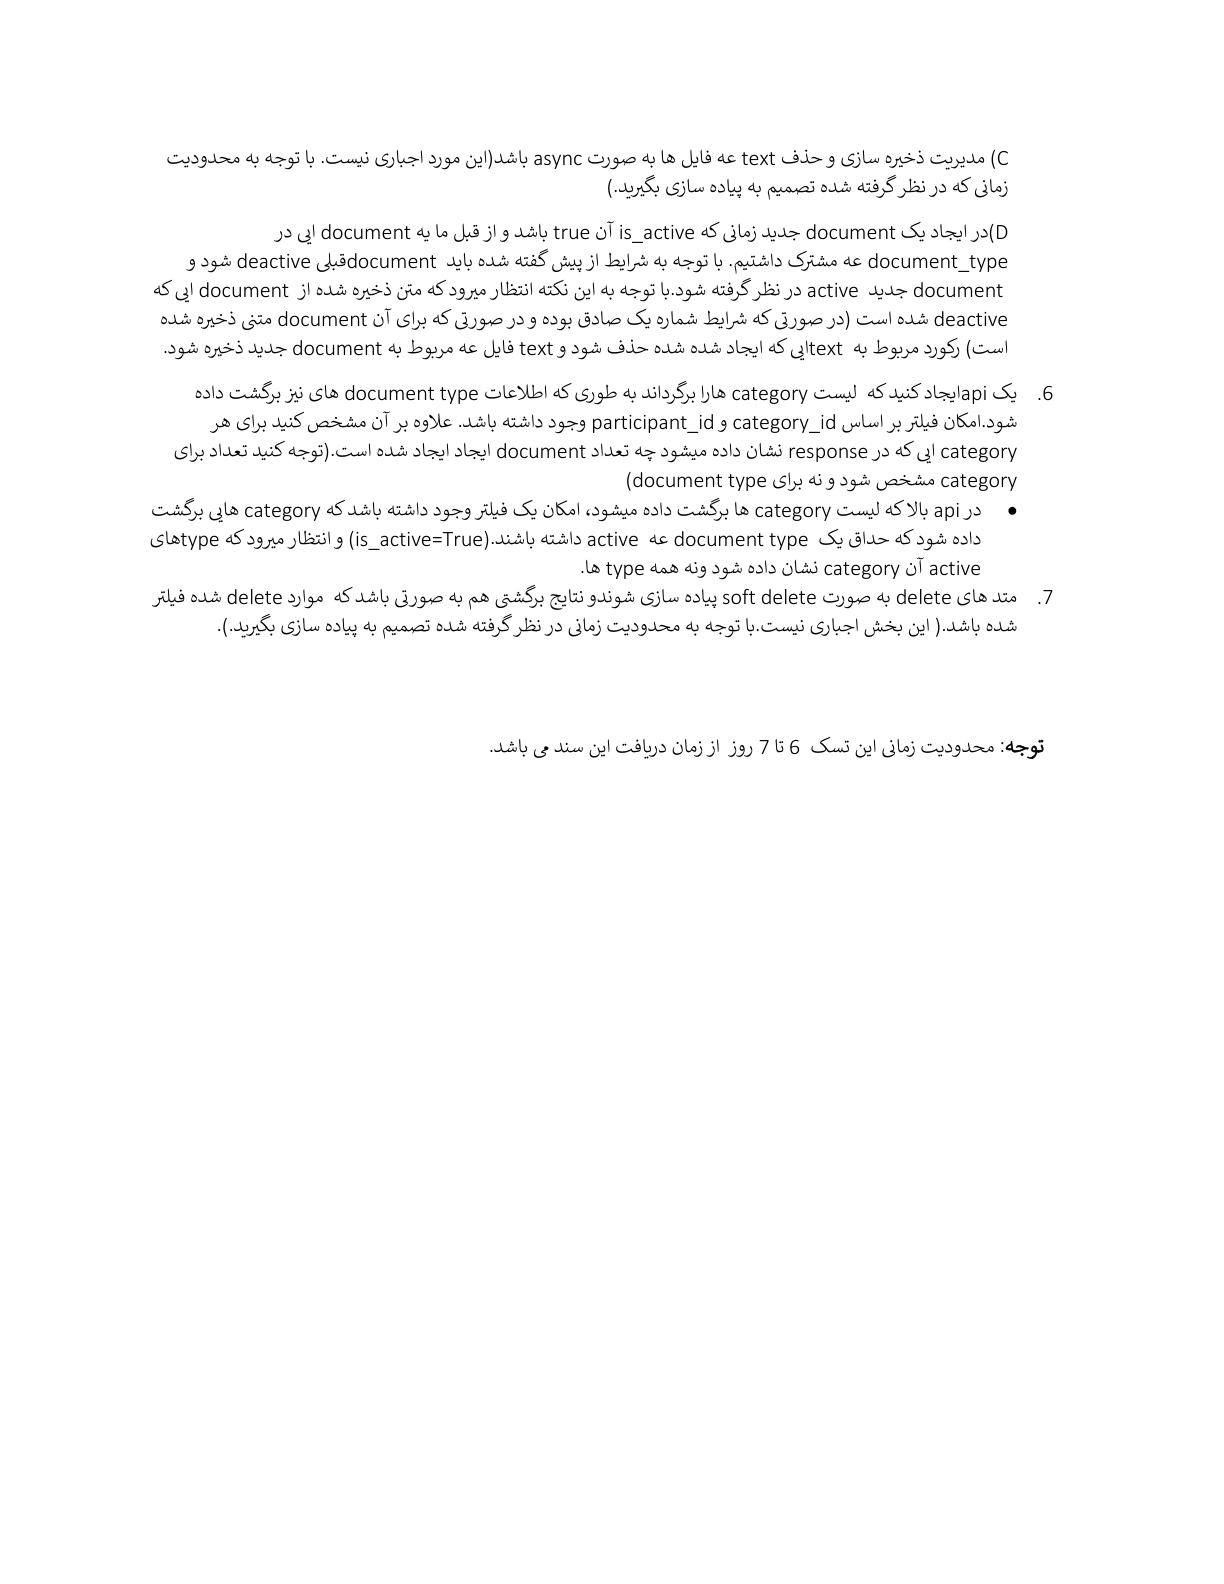 C) مدیریت ذخیره سازی و حذف text عه فایل ها به صورت async باشد(این مورد اجباری نیست. با توجه به محدودیت
زمانی که در نظر گرفته شده تصمیم به پیاده سازی بگیرید.)
D)در ایجاد یک document جدید زمانی که is_active آن true باشد و از قبل ما یه document ایی در
document_type عه مشترک داشتیم. با توجه به شرایط از پیش گفته شده باید documentقبلی deactive شود و
document جدید active در نظر گرفته شود.با توجه به این نکته انتظار میرود که متن ذخیره شده از document ایی که
deactive شده است (در صورتی که شرایط شماره یک صادق بوده و در صورتی که برای آن document متنی ذخیره شده
است) رکورد مربوط به textایی که ایجاد شده شده حذف شود و text فایل عه مربوط به document جدید ذخیره شود.
6. یک apiایجاد کنید که لیست category هارا برگرداند به طوری که اطلاعات document type های نیز برگشت داده
شود.امکان فیلتر بر اساس category_id و participant_id وجود داشته باشد. علاوه بر آن مشخص کنید برای هر
category ایی که در response نشان داده میشود چه تعداد document ایجاد ایجاد شده است.(توجه کنید تعداد برای
category مشخص شود و نه برای document type)
• در api بالا که لیست category ها برگشت داده میشود، امکان یک فیلتر وجود داشته باشد که category هایی برگشت
داده شود که حداق یک document type عه active داشته باشند.(is_active=True) و انتظار میرود که typeهای
active آن category نشان داده شود ونه همه type ها.
7. متد های delete به صورت soft delete پیاده سازی شوندو نتایج برگشتی هم به صورتی باشد که موارد delete شده فیلتر
شده باشد.( این بخش اجباری نیست.با توجه به محدودیت زمانی در نظر گرفته شده تصمیم به پیاده سازی بگیرید.).
توجه: محدودیت زمانی این تسک 6 تا 7 روز از زمان دریافت این سند می باشد.